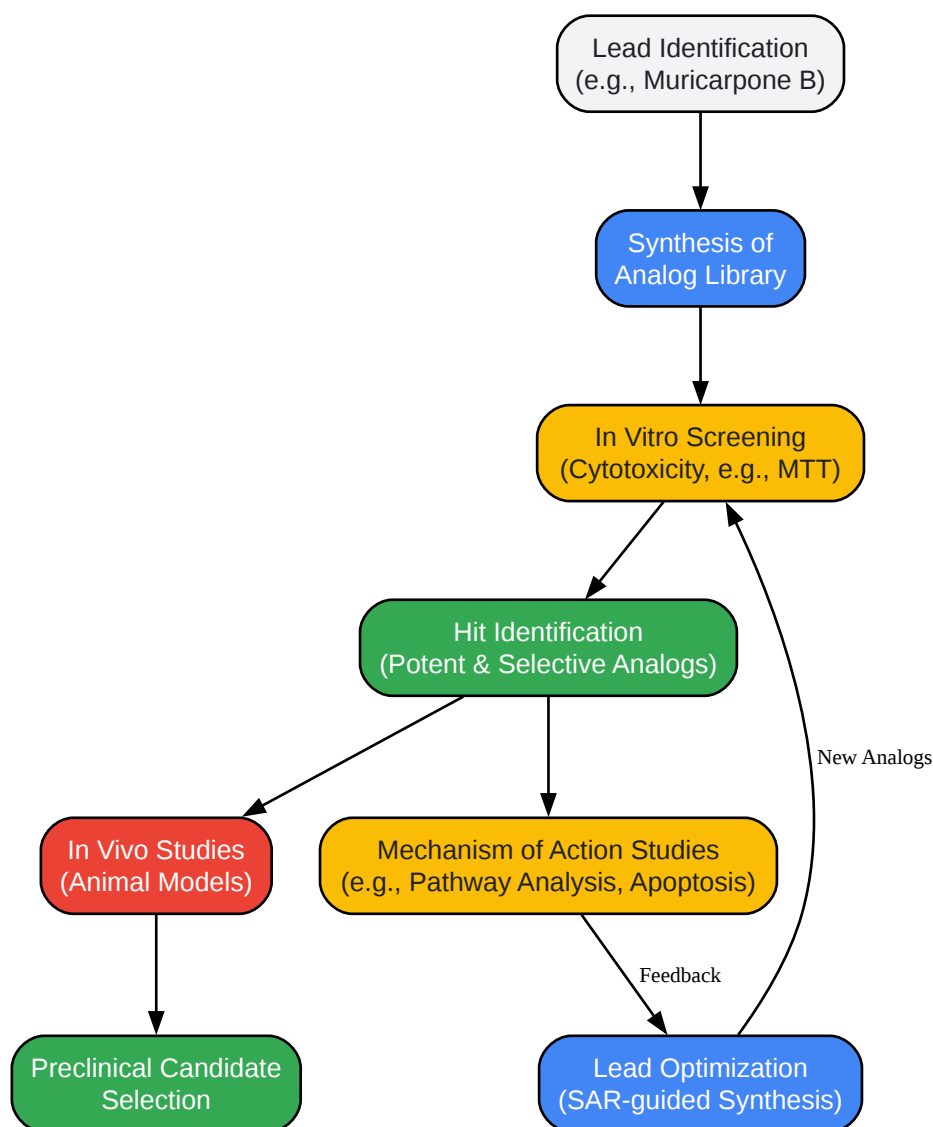 Lead Identification
(e.g., Muricarpone B)
Synthesis of
Analog Library
In Vitro Screening
(Cytotoxicity, e.g., MTT)
Hit Identification
(Potent & Selective Analogs)
New Analogs
In Vivo Studies
(Animal Models)
Mechanism of Action Studies
(e.g., Pathway Analysis, Apoptosis)
Feedback
Preclinical Candidate
Selection
Lead Optimization
(SAR-guided Synthesis)